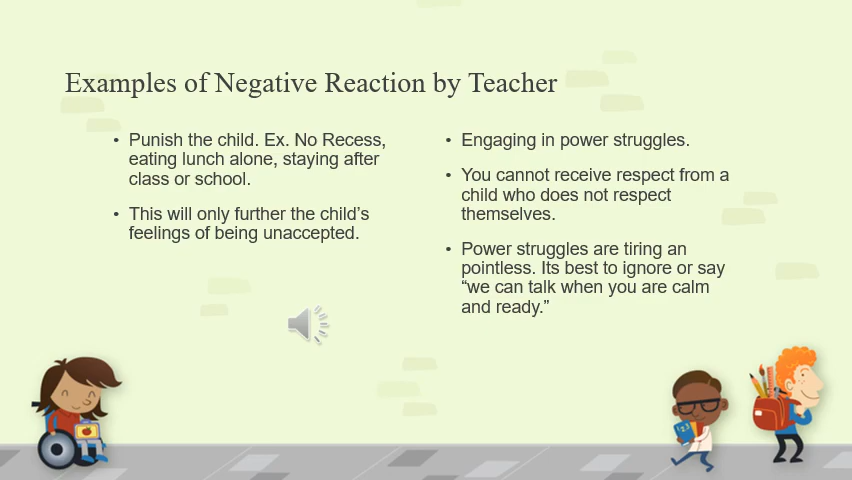 Examples of Negative Reaction by Teacher
• Punish the child. Ex. No Recess,
eating lunch alone, staying after
class or school.
• This will only further the child’s
feelings of being unaccepted.
• Engaging in power struggles.
• You cannot receive respect from a
child who does not respect
themselves.
• Power struggles are tiring an
pointless. Its best to ignore or say
“we can talk when you are calm
and ready.”
123